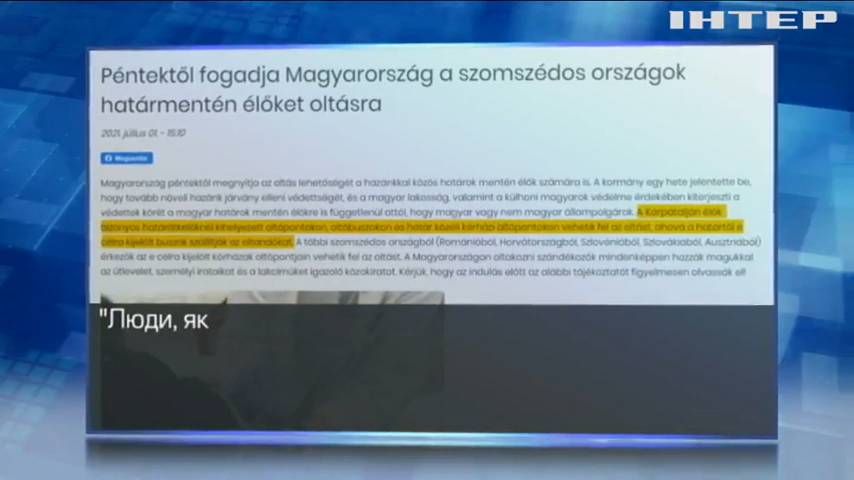 ІНТЕР
Péntektől fogadja Magyarország a szomszédos országok
határmentén élőket oltásra
2021. július 01. - 15:10
Megosztás
Magyarország péntektől megnyitja az oltás lehetőségét a hazánkkal közös határok mentén élők számára is. A kormány egy hete jelentette be,
hogy tovább növeli hazánk járvány elleni védettségét, és a magyar lakosság, valamint a külhoni magyarok védelme érdekében kiterjeszti a
védettek körét a magyar határok mentén élőkre is függetlenül attól, hogy magyar vagy nem magyar állampolgárok. A Kárpátalján élők
bizonyos határátkelőknél kihelyezett oltópontokon, oltóbuszokon és határ közeli kórházi oltópontokon vehetik fel az oltást, ahová a határtól e
célra kijelölt buszok szállítják az oltandókat. A többi szomszédos országból (Romániából, Horvátországból, Szlovéniából, Szlovákiából, Ausztriából)
érkezők az e célra kijelölt kórházak oltópontjain vehetik fel az oltást. A Magyarországon oltakozni szándékozók mindenképpen hozzák magukkal
az útlevelet, személyi irataikat és a lakcímüket igazoló közokiratot. Kérjük, hogy az indulás előtt az alábbi tájékoztatót figyelmesen olvassák el!
"Люди, як